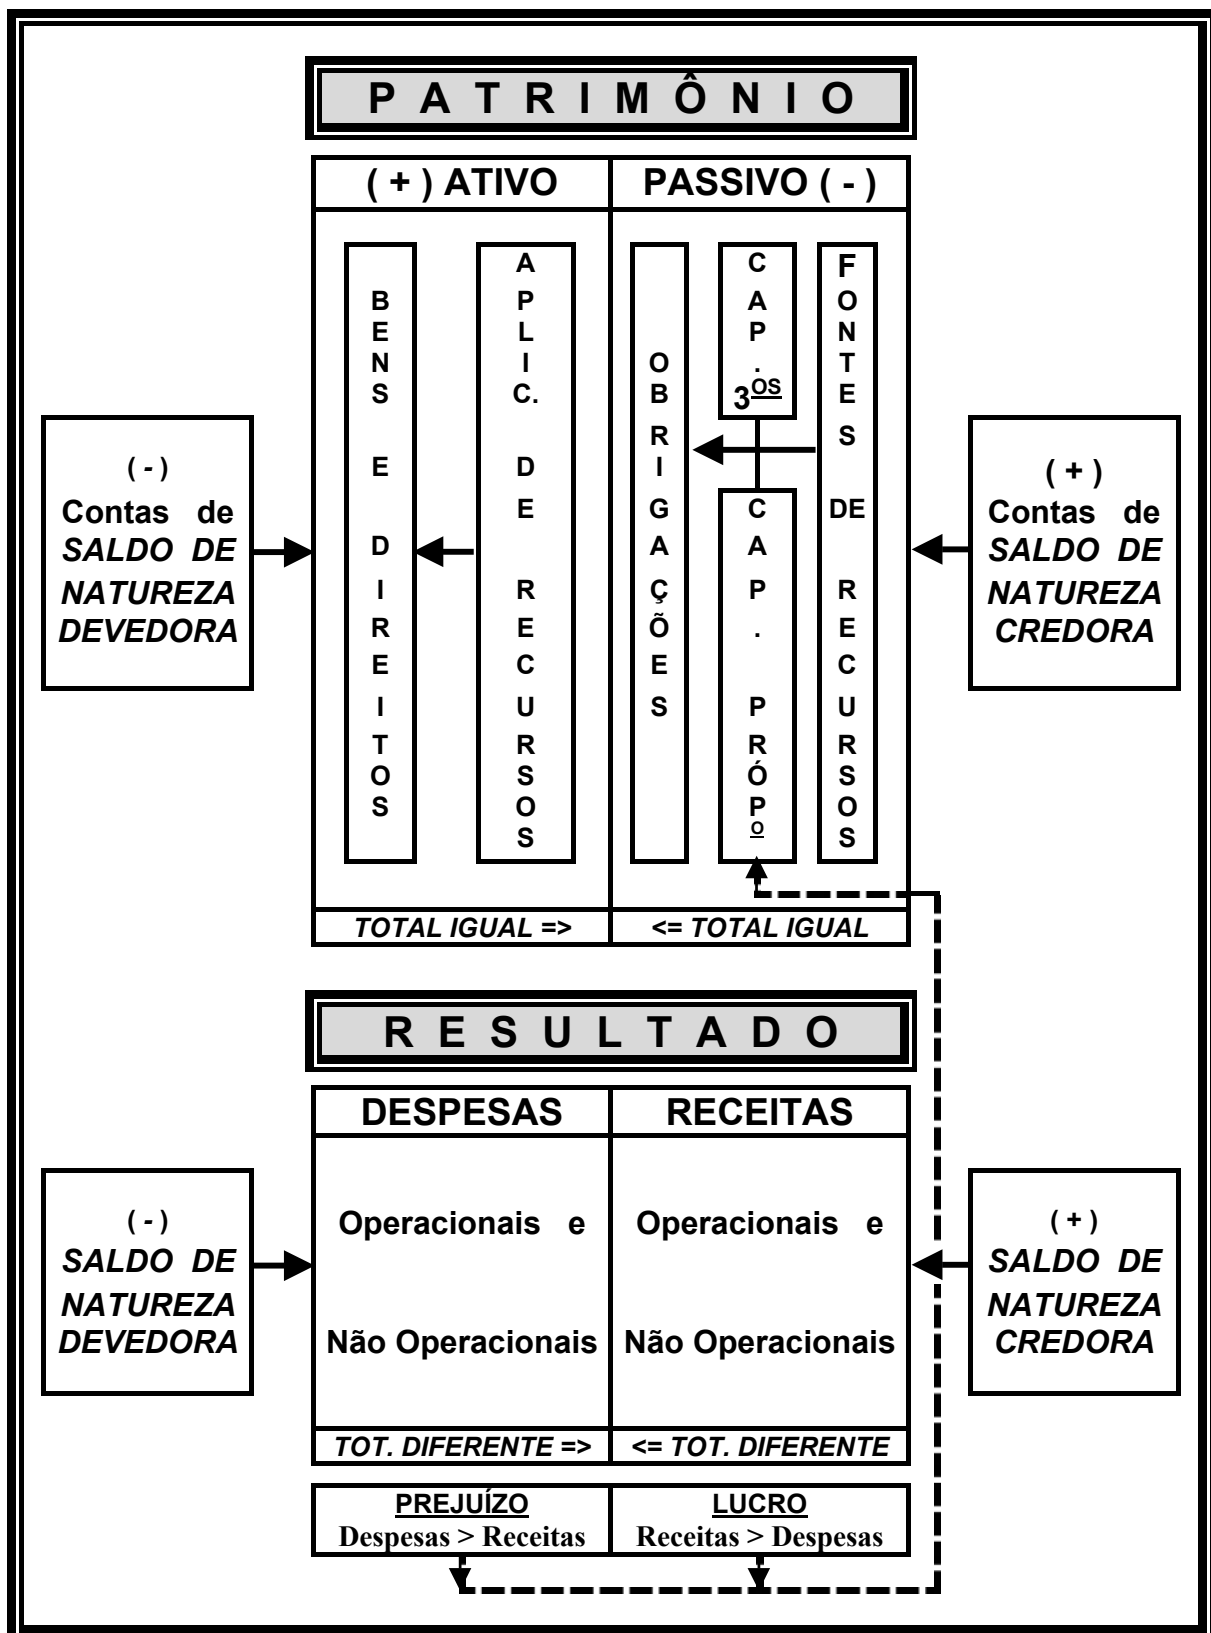 PATRIMÔNIO
( + ) ATIVO
PASSIVO ( - )
BENS E DIREITOS
APLIC. DE RECURSOS
OBRIGAÇÕES
CAP. 3OS
CAP. PRÓPO
FONTES DE RECURSOS
( - )
Contas de
SALDO DE
NATUREZA
DEVEDORA
( + )
Contas de
SALDO DE
NATUREZA
CREDORA
TOTAL IGUAL =>
<= TOTAL IGUAL
RESULTADO
DESPESAS
RECEITAS
Operacionais e
Não Operacionais
Operacionais e
Não Operacionais
( - )
SALDO DE
NATUREZA
DEVEDORA
( + )
SALDO DE
NATUREZA
CREDORA
TOT. DIFERENTE =>
<= TOT. DIFERENTE
PREJUÍZO
Despesas > Receitas
LUCRO
Receitas > Despesas